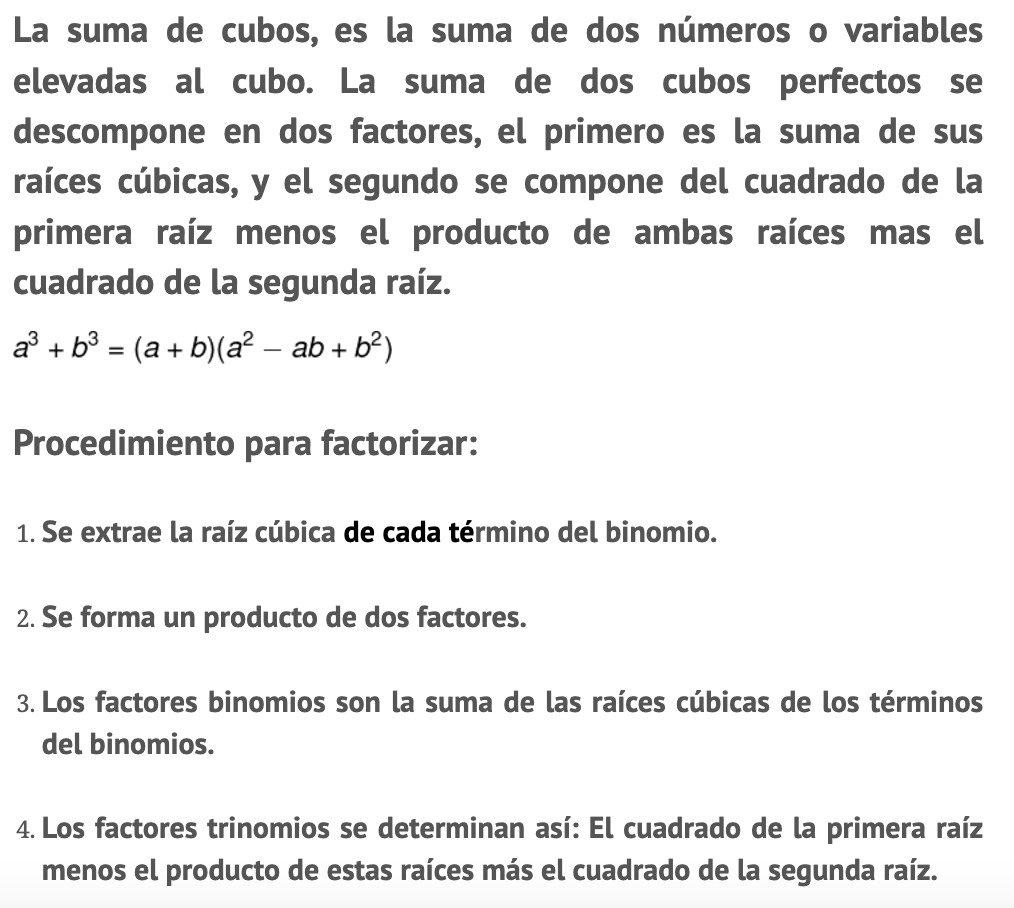 La suma de cubos, es la suma de dos números o variables
elevadas al cubo. La suma de dos cubos perfectos se
descompone en dos factores, el primero es la suma de sus
raíces cúbicas, y el segundo se compone del cuadrado de la
primera raíz menos el producto de ambas raíces mas el
cuadrado de la segunda raíz.
a³ + b³ = (a + b)(a² – ab + b²)
Procedimiento para factorizar:
1. Se extrae la raíz cúbica de cada término del binomio.
2. Se forma un producto de dos factores.
3. Los factores binomios son la suma de las raíces cúbicas de los términos
del binomios.
4. Los factores trinomios se determinan así: El cuadrado de la primera raíz
menos el producto de estas raíces más el cuadrado de la segunda raíz.